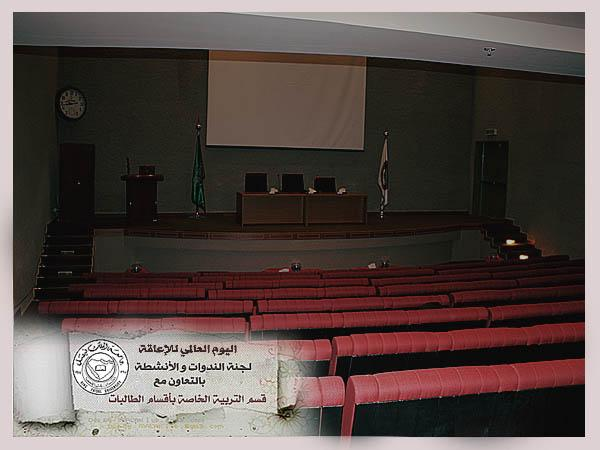 اليوم العالمي للإعاقة
لجنة الندوات والأنشطة
بالتعاون مع
قسم التربية الخاصة بأقسام الطالبات